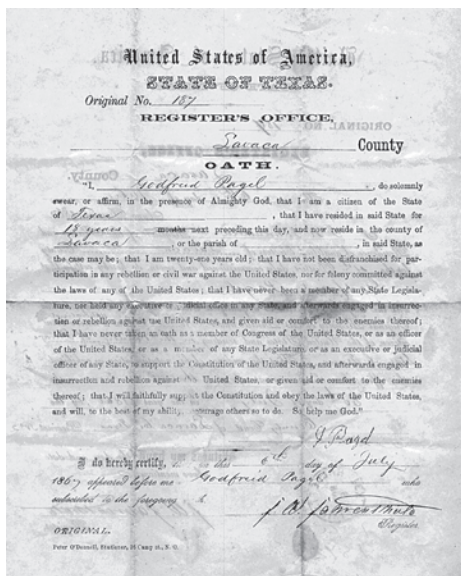 United States of America,
STATE OF TEXAS.
Original No. 187
REGISTER'S OFFICE,
Lavaca County
OATH.
"I, Godfreid Pagel, do solemnly
swear, or affirm, in the presence of Almighty God, that I am a citizen of the State
of Texas, that I have resided in said State for
months next preceding this day, and now reside in the county of
Lavaca, or the parish of , in said State, as
the case may be; that I am twenty-one years old; that I have not been disfranchised for par-
ticipation in any rebellion or civil war against the United States, nor for felony committed against
the laws of any of the United States; that I have never been a member of any State Legisla-
ture, nor held any executive or judicial office in any State, and afterwards engaged in insurrec-
tion or rebellion against the United States, and given aid or comfort to the enemies thereof;
that I have never taken an oath as a member of Congress of the United States, or as an officer
of the United States, or as a member of any State Legislature, or as an executive or judicial
officer of any State, to support the Constitution of the United States, and afterwards engaged in
insurrection and rebellion against the United States, or given aid or comfort to the enemies
thereof; that I will faithfully support the Constitution and obey the laws of the United States,
and will, to the best of my ability, encourage others so to do. So help me God."
Pagel
I do hereby certify, this 6th day of July
1867 appeared before me Godfreid Pagel who
subscribed to the foregoing
Register
ORIGINAL.
Peter O'Donnell, Stationer, Camp st., N. O.